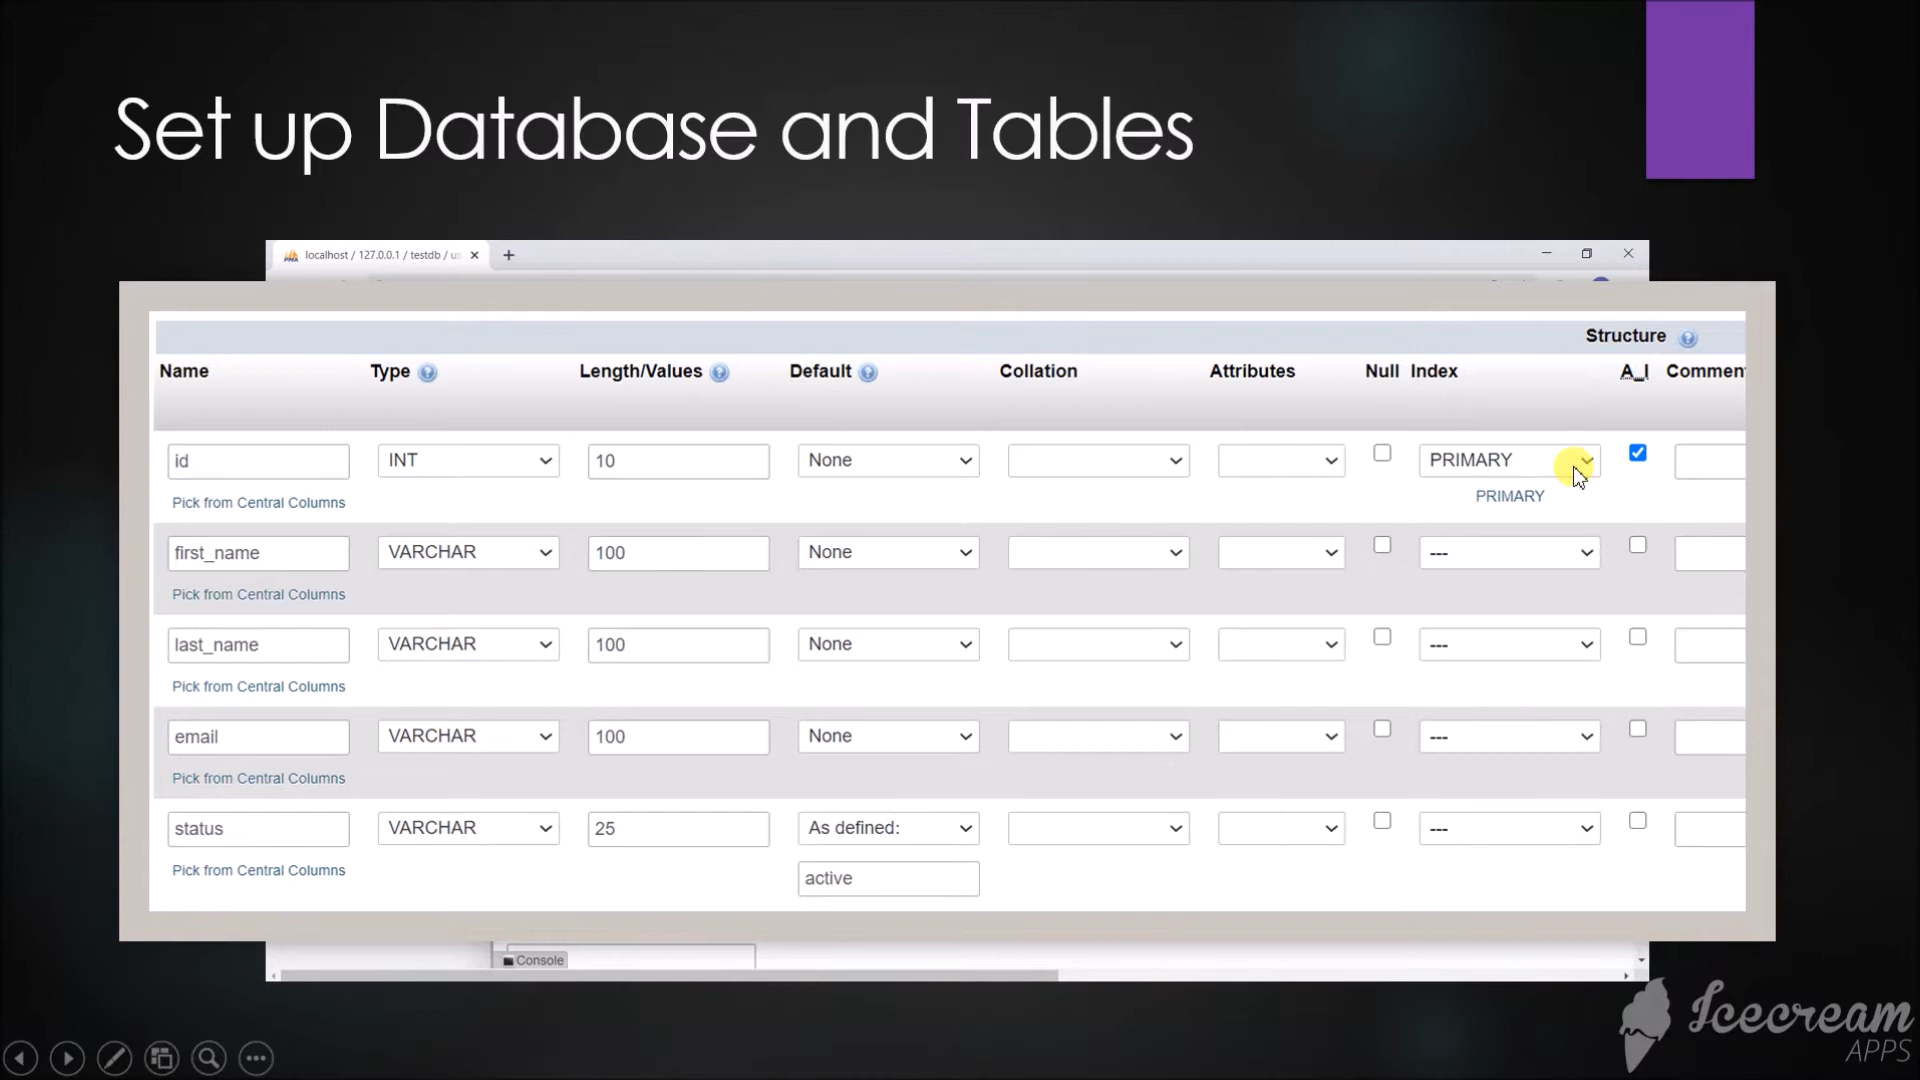 Set up Database and Tables
localhost / 127.0.0.1 / testdb / us
Structure
Name Type Length/Values Default Collation Attributes Null Index A_I Commen
id INT 10 None PRIMARY
Pick from Central Columns PRIMARY
first_name VARCHAR 100 None ---
Pick from Central Columns
last_name VARCHAR 100 None ---
Pick from Central Columns
email VARCHAR 100 None ---
Pick from Central Columns
status VARCHAR 25 As defined: ---
Pick from Central Columns active
Console
Icecream
APPS